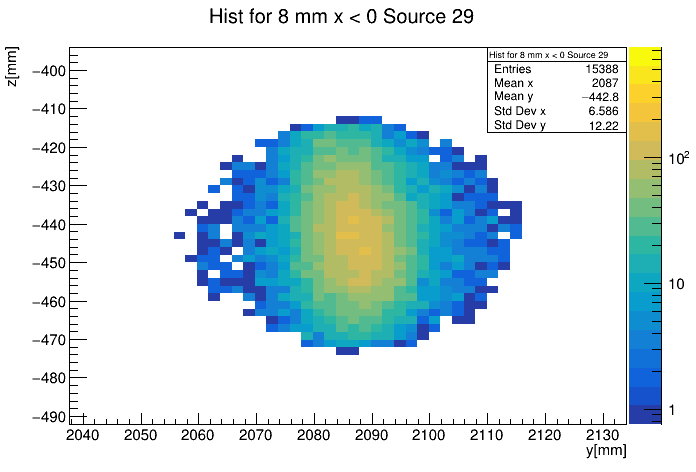 Hist for 8 mm x < 0 Source 29
z[mm]
−400
−410
−420
−430
−440
−450
−460
−470
−480
−490
2040 2050 2060 2070 2080 2090 2100 2110 2120 2130
y[mm]
Hist for 8 mm x < 0 Source 29
Entries 15388
Mean x 2087
Mean y −442.8
Std Dev x 6.586
Std Dev y 12.22
10²
10
1